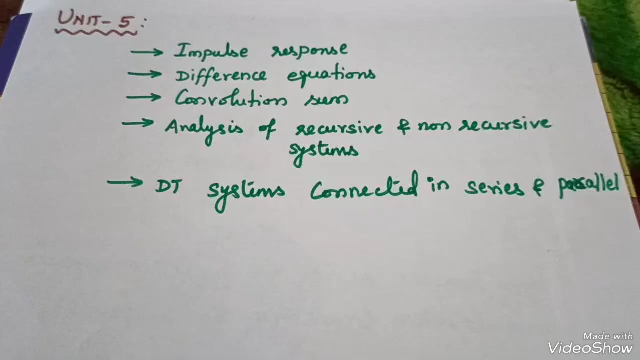 UNIT- 5:
→ Impulse response
→ Difference equations
→ Convolution sum
→ Analysis of recursive & non recursive
systems
→ DT systems Connected in series & parallel
Made with
VideoShow